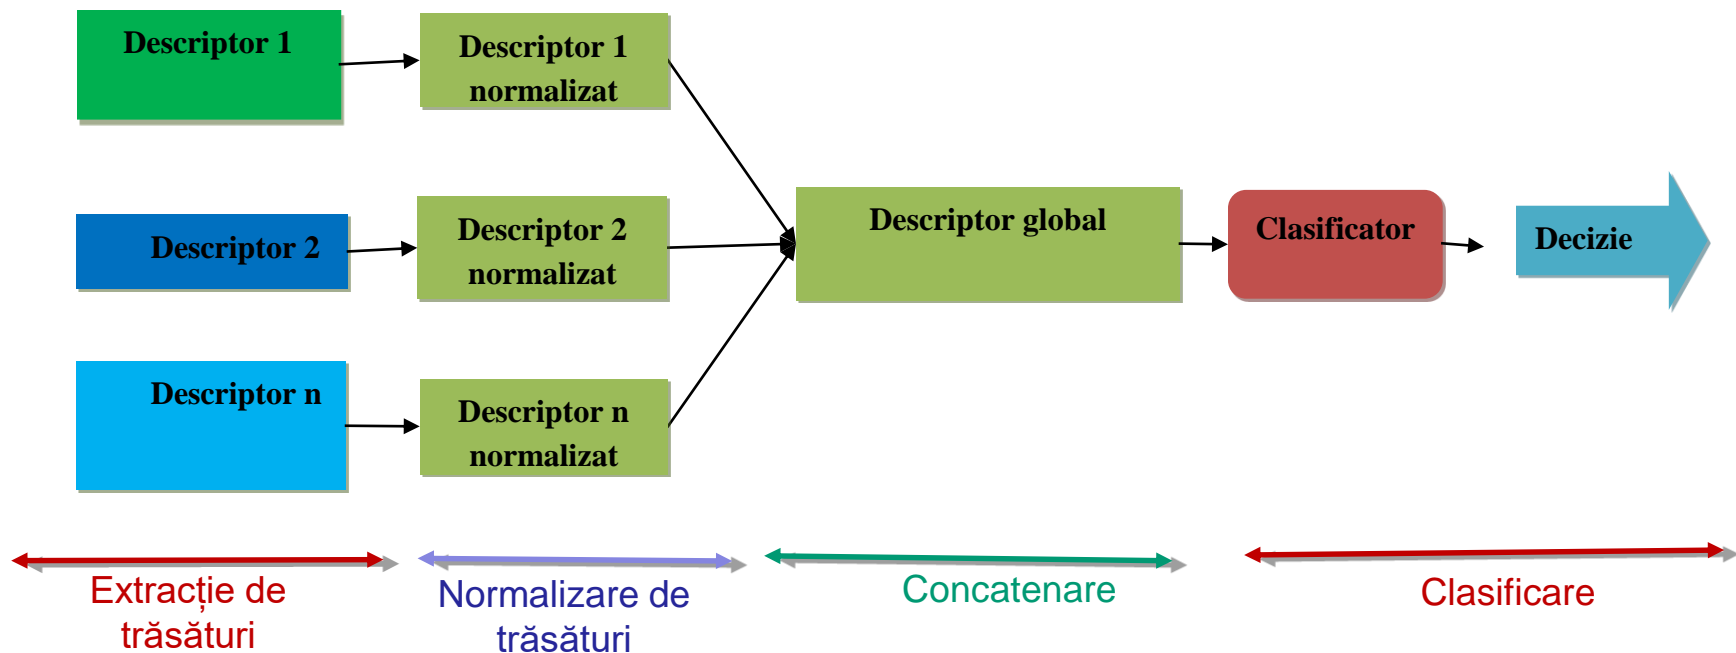 Descriptor 1
Descriptor 1
normalizat
Descriptor 2
Descriptor 2
normalizat
Descriptor global
Clasificator
Decizie
Descriptor n
Descriptor n
normalizat
Extracție de
trăsături
Normalizare de
trăsături
Concatenare
Clasificare